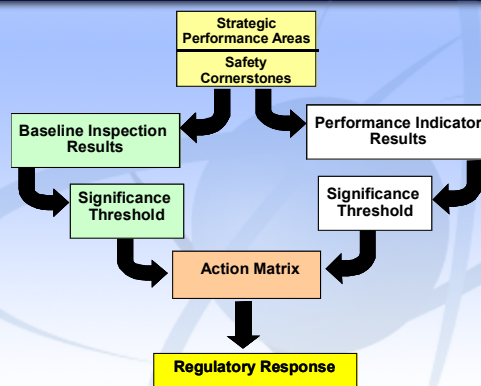 Strategic
Performance Areas
Safety
Cornerstones
Baseline Inspection
Results
Performance Indicator
Results
Significance
Threshold
Significance
Threshold
Action Matrix
Regulatory Response